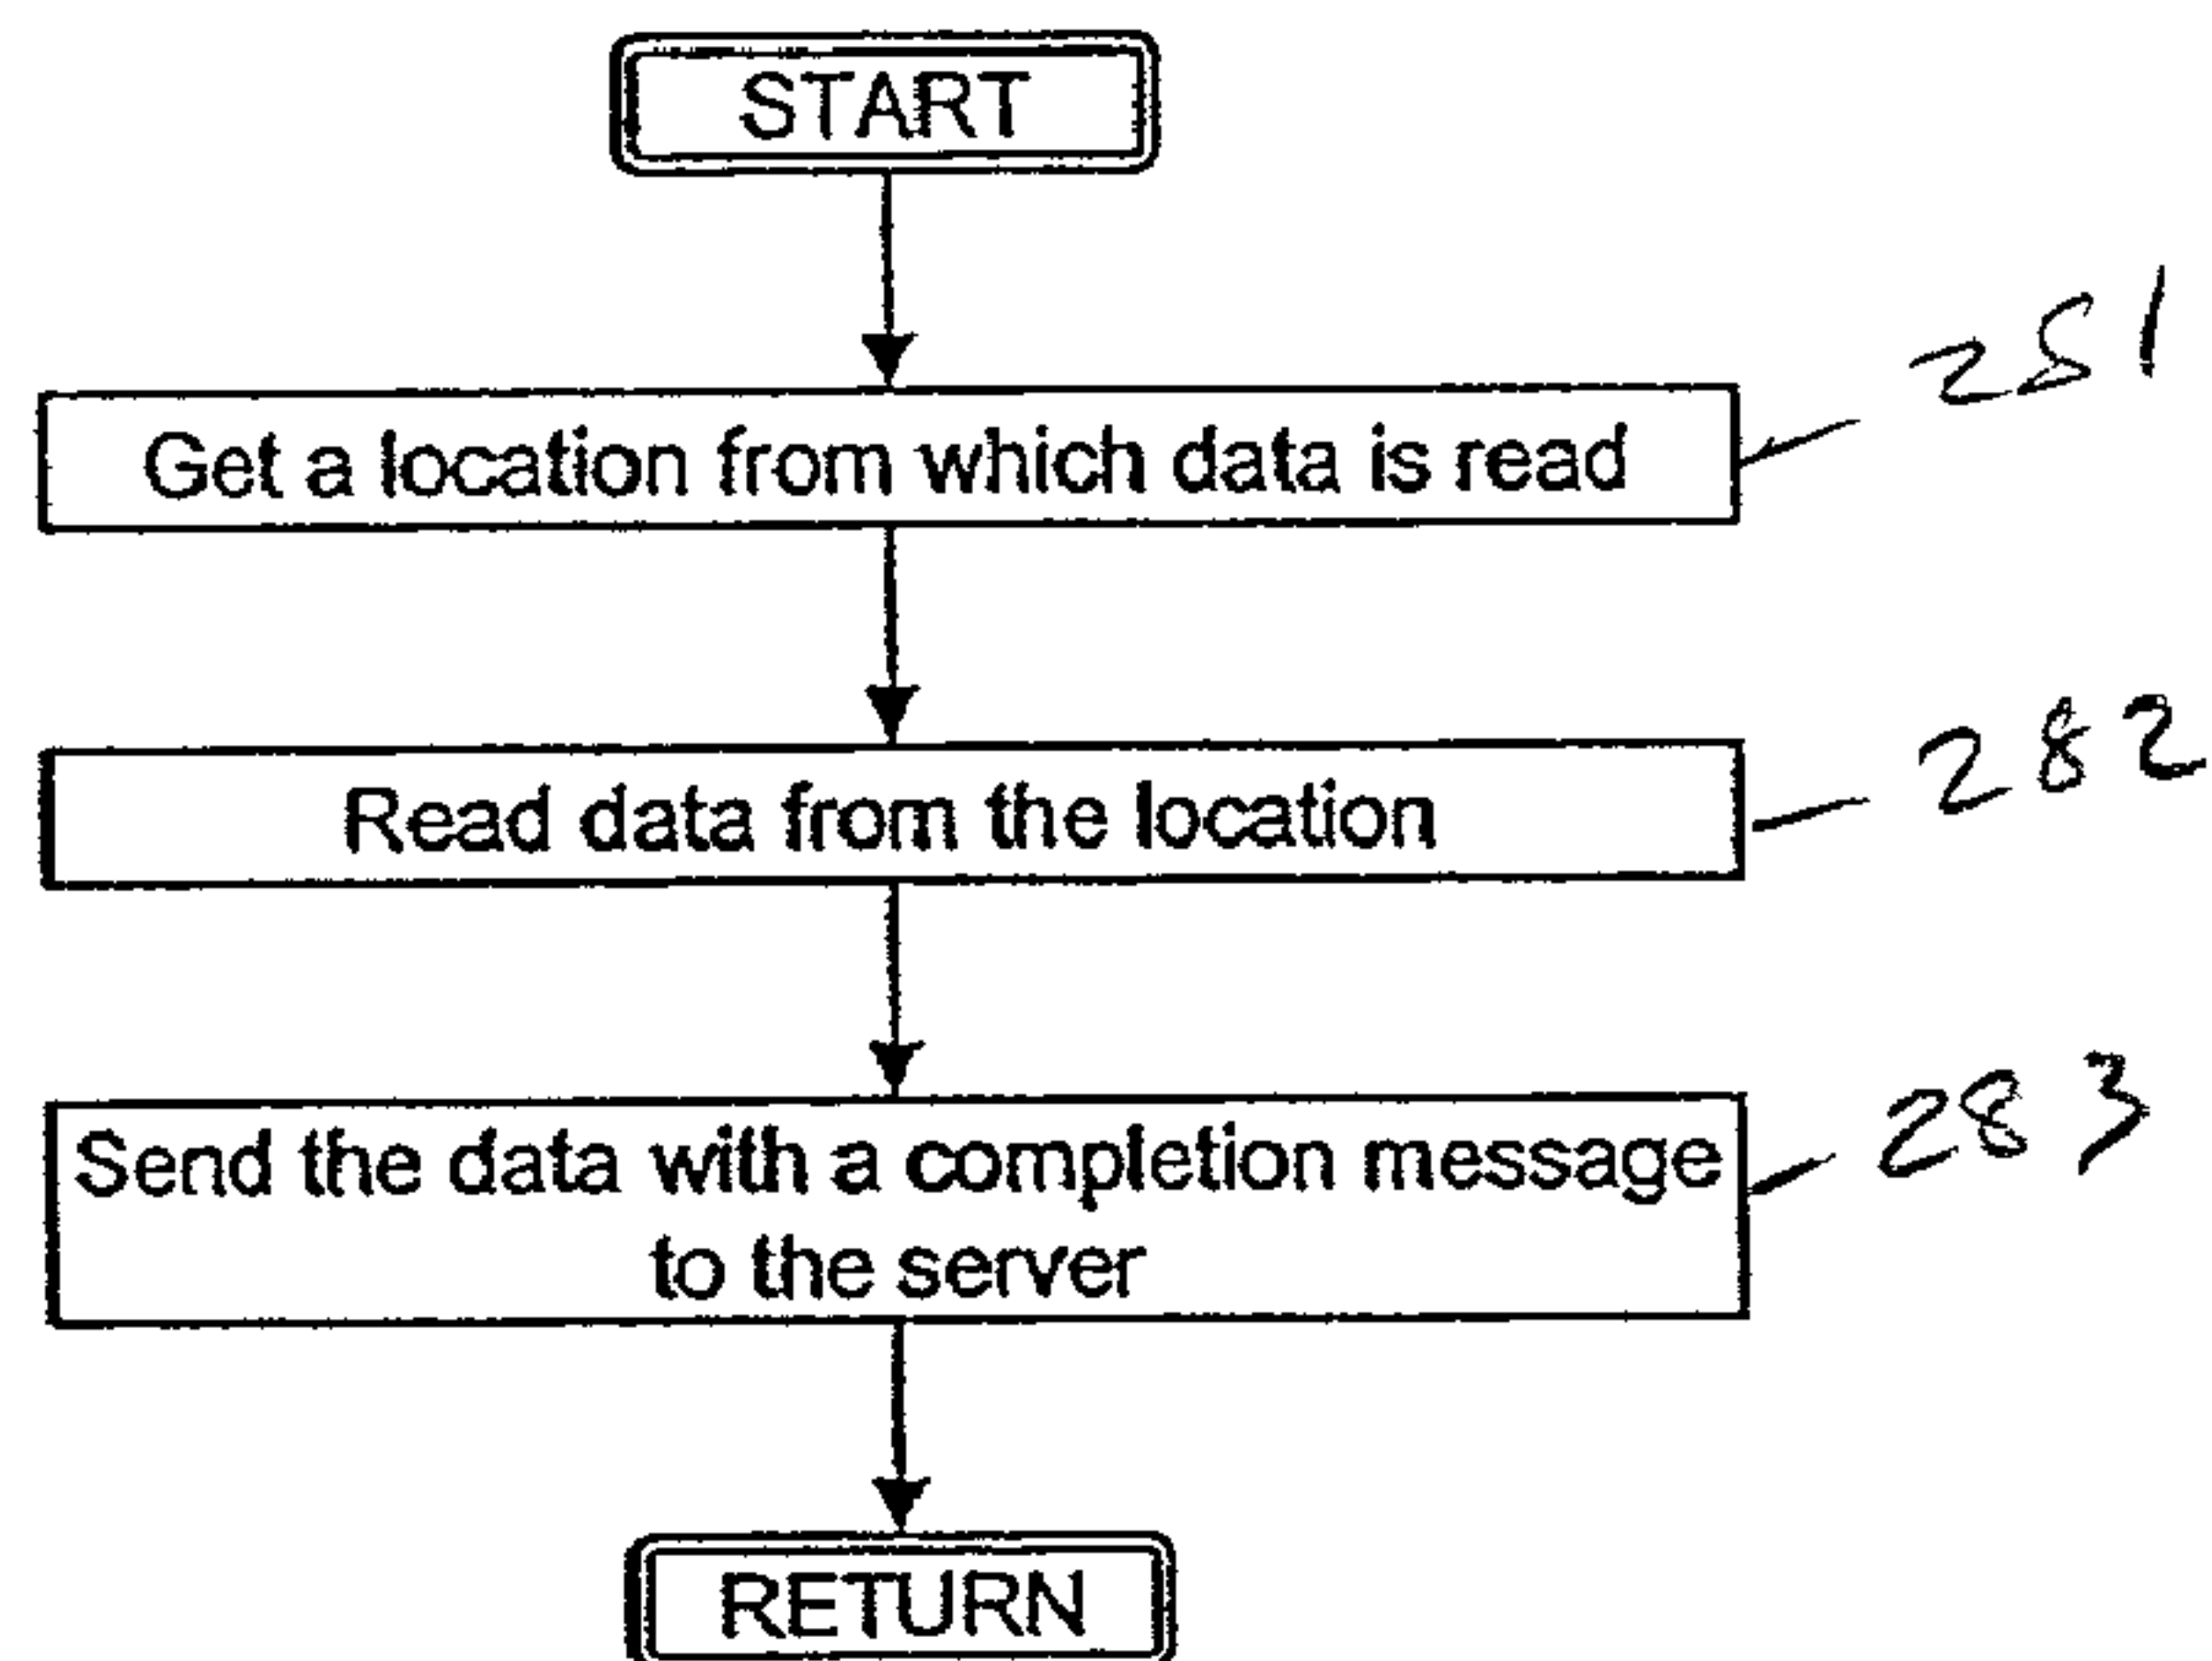 START
281
Get a location from which data is read
282
Read data from the location
283
Send the data with a completion message
to the server
RETURN